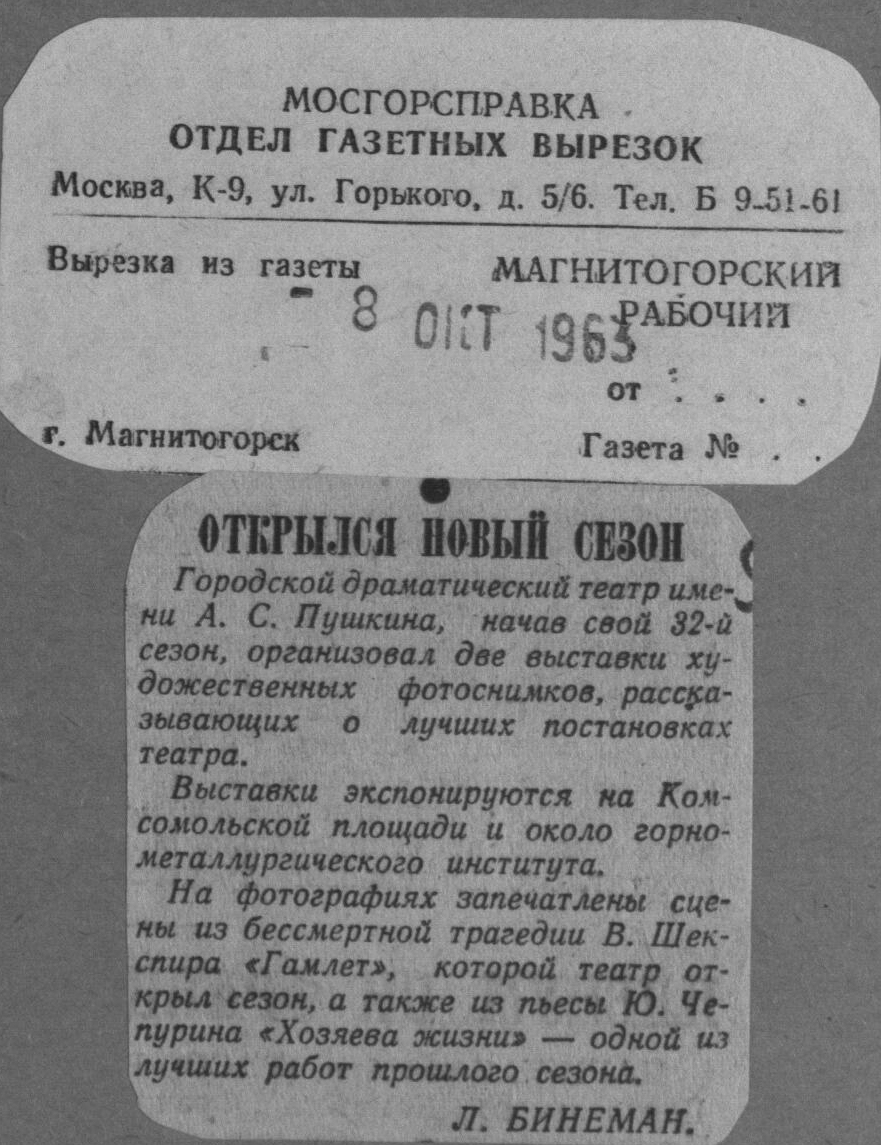 МОСГОРСПРАВКА
ОТДЕЛ ГАЗЕТНЫХ ВЫРЕЗОК
Москва, К-9, ул. Горького, д. 5/6. Тел. Б 9-51-61
Вырезка из газеты МАГНИТОГОРСКИЙ
РАБОЧИЙ
- 8 ОКТ 1963
от . . . .
г. Магнитогорск Газета № . .
ОТКРЫЛСЯ НОВЫЙ СЕЗОН
Городской драматический театр име-
ни А. С. Пушкина, начав свой 32-й
сезон, организовал две выставки ху-
дожественных фотоснимков, расска-
зывающих о лучших постановках
театра.
Выставки экспонируются на Ком-
сомольской площади и около горно-
металлургического института.
На фотографиях запечатлены сце-
ны из бессмертной трагедии В. Шек-
спира «Гамлет», которой театр от-
крыл сезон, а также из пьесы Ю. Че-
пурина «Хозяева жизни» — одной из
лучших работ прошлого сезона.
Л. БИНЕМАН.